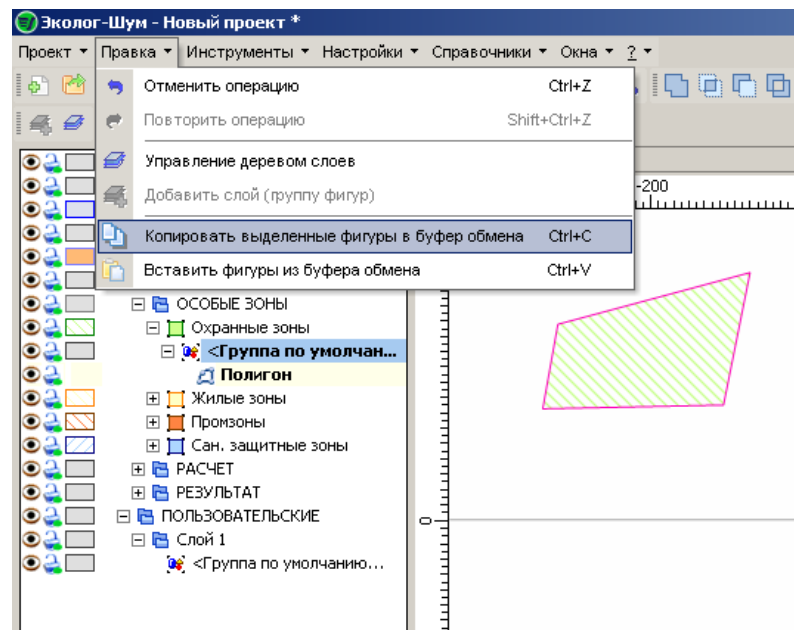 Эколог-Шум - Новый проект *
Проект Правка Инструменты Настройки Справочники Окна ?
Отменить операцию Ctrl+Z
Повторить операцию Shift+Ctrl+Z
Управление деревом слоев
Добавить слой (группу фигур)
-200
Копировать выделенные фигуры в буфер обмена Ctrl+C
Вставить фигуры из буфера обмена Ctrl+V
ОСОБЫЕ ЗОНЫ
Охранные зоны
<Группа по умолчан...
Полигон
Жилые зоны
Промзоны
Сан. защитные зоны
РАСЧЕТ
РЕЗУЛЬТАТ
ПОЛЬЗОВАТЕЛЬСКИЕ
0
Слой 1
<Группа по умолчанию...